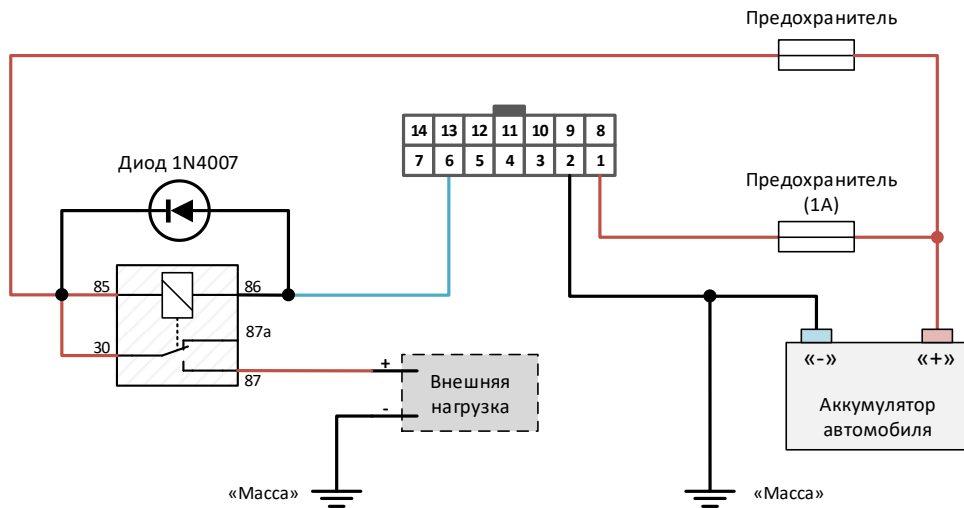 Предохранитель
14 13 12 11 10 9 8
7 6 5 4 3 2 1
Диод 1N4007
Предохранитель
(1А)
85
86
87a
30
87
+
-
Внешняя
нагрузка
«-»
«+»
Аккумулятор
автомобиля
«Масса»
«Масса»